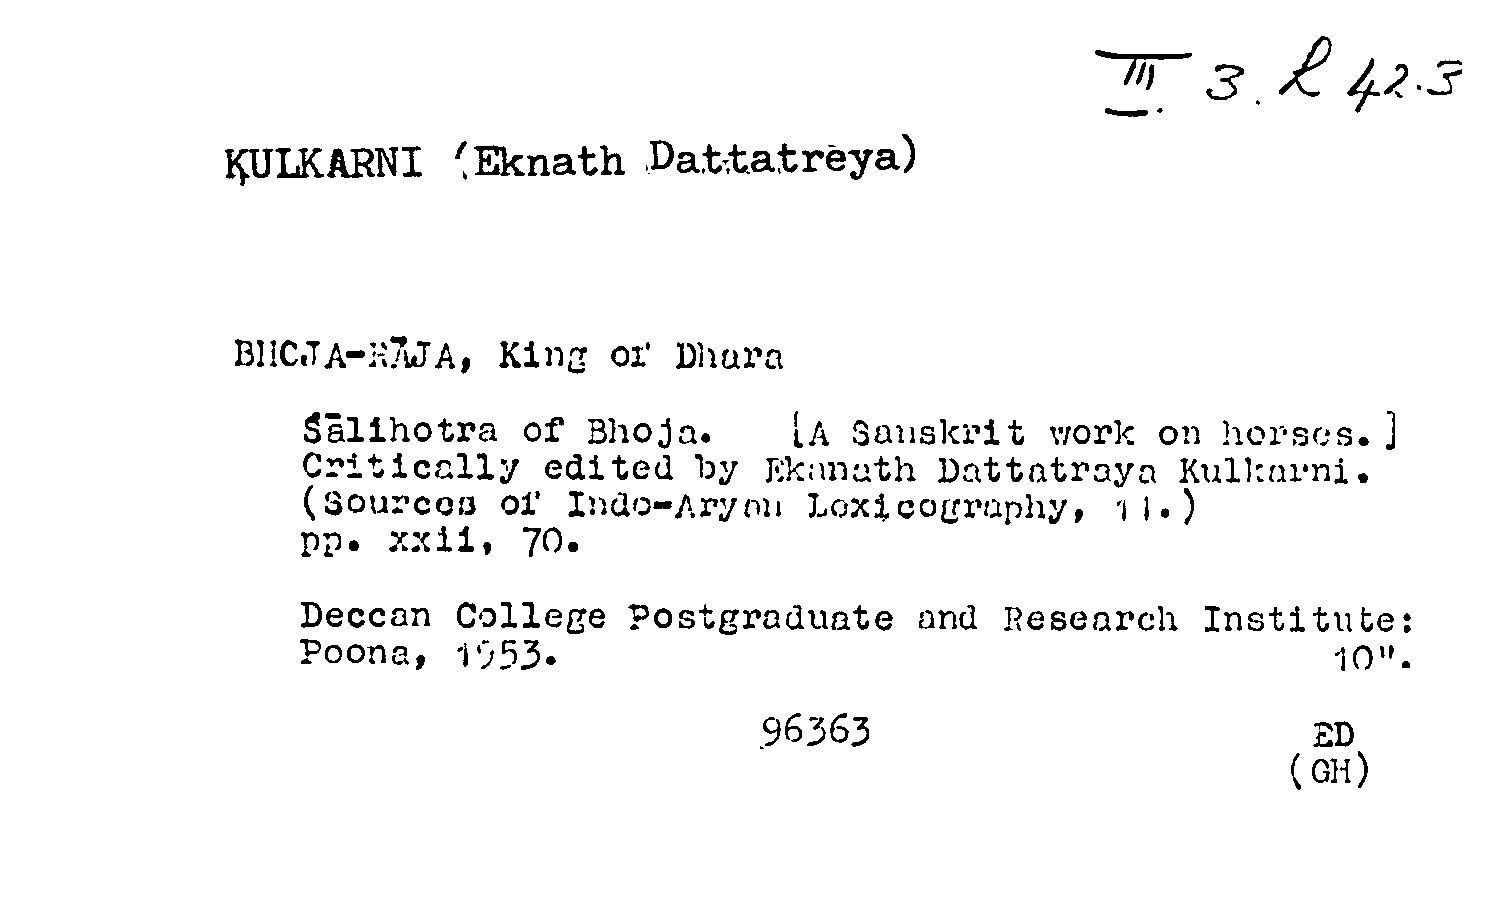 III. 3. l 42.3
KULKARNI (Eknath Dattatreya)
BHOJA-RĀJA, King of Dhara
Śālihotra of Bhoja. [A Sanskrit work on horses.]
Critically edited by Ekanath Dattatraya Kulkarni.
(Sources of Indo-Aryan Lexicography, 11.)
pp. xxii, 70.
Deccan College Postgraduate and Research Institute:
Poona, 1953. 10".
96363 ED
(GH)